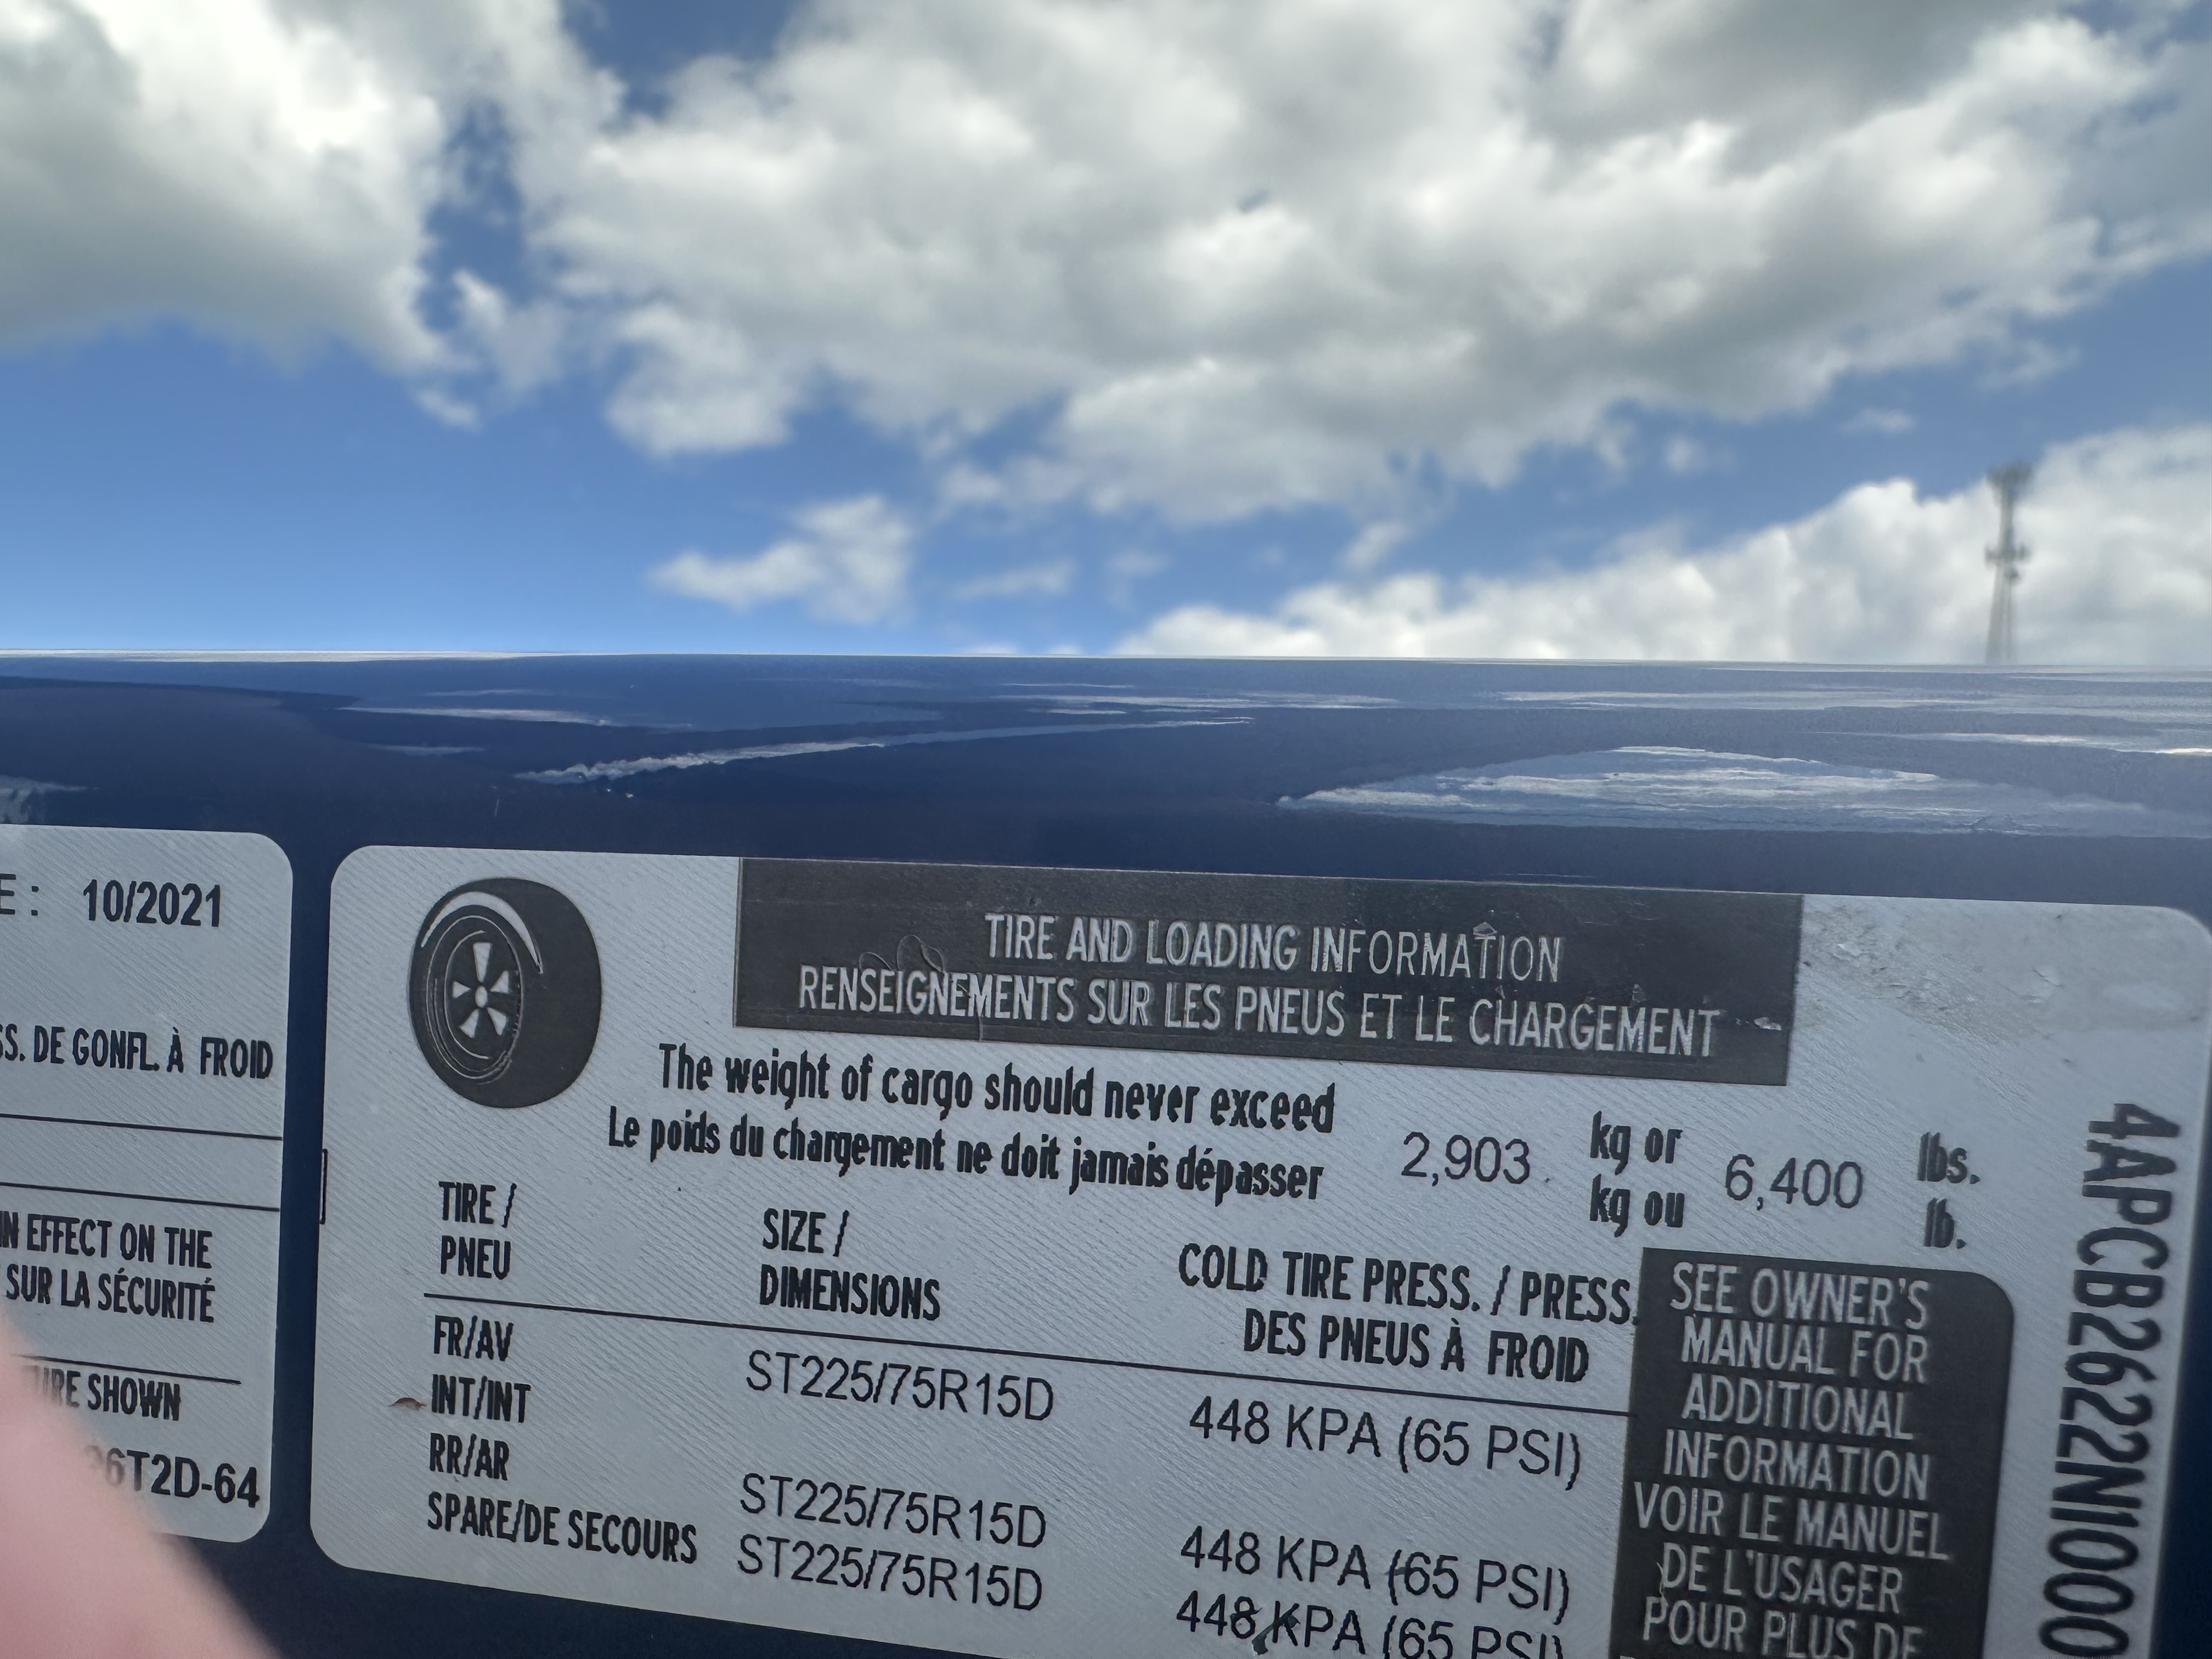 E: 10/2021
SS. DE GONFL. À FROID
IN EFFECT ON THE
SUR LA SÉCURITÉ
SHOWN
6T2D-64
TIRE AND LOADING INFORMATION
RENSEIGNEMENTS SUR LES PNEUS ET LE CHARGEMENT
The weight of cargo should never exceed
Le poids du chargement ne doit jamais dépasser
2,903
kg or
kg ou
6,400
lbs.
lb.
TIRE /
PNEU
SIZE /
DIMENSIONS
COLD TIRE PRESS. / PRESS.
DES PNEUS À FROID
FR/AV
ST225/75R15D
448 KPA (65 PSI)
INT/INT
RR/AR
ST225/75R15D
448 KPA (65 PSI)
SPARE/DE SECOURS
ST225/75R15D
448 KPA (65 PSI)
SEE OWNER'S
MANUAL FOR
ADDITIONAL
INFORMATION
VOIR LE MANUEL
DE L'USAGER
POUR PLUS DE
4APCB2622NI000